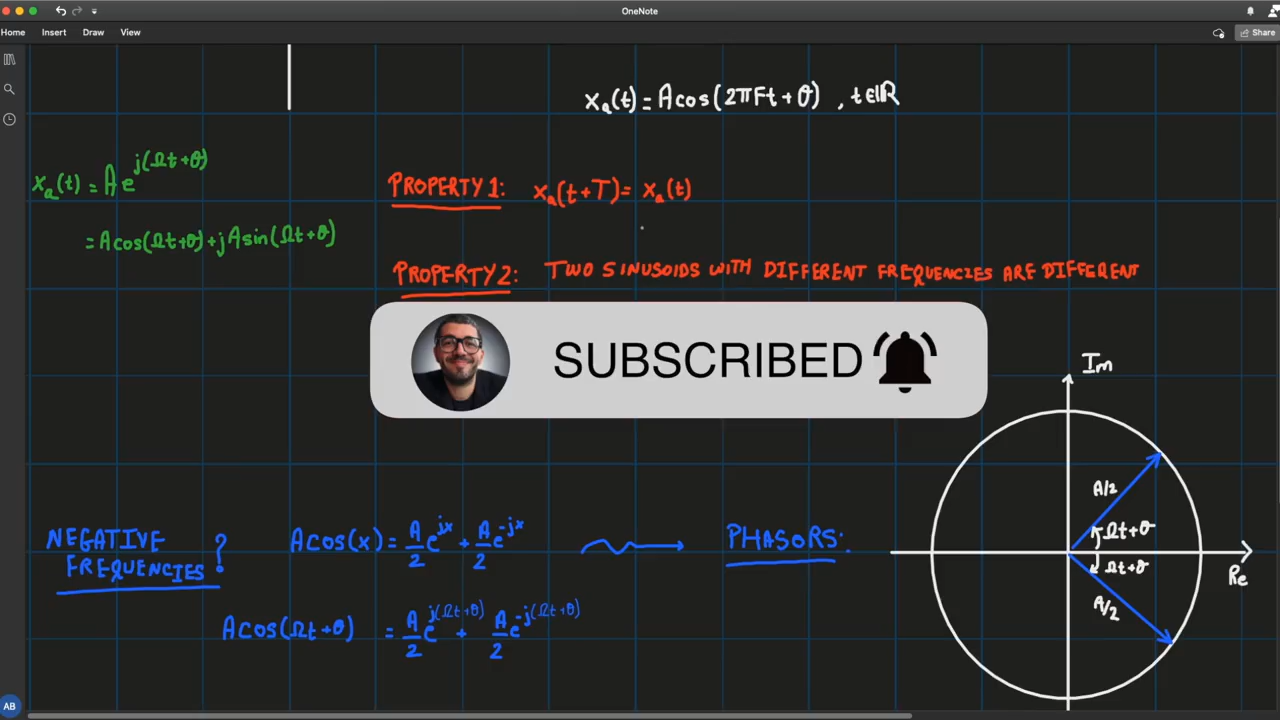 OneNote
Home Insert Draw View
Share
xₐ(t) = Acos(2πFt+θ) , t∈ℝ
xₐ(t) = Ae^{j(Ωt+θ)}
= Acos(Ωt+θ)+jAsin(Ωt+θ)
PROPERTY 1: xₐ(t+T) = xₐ(t)
PROPERTY 2: TWO SINUSOIDS WITH DIFFERENT FREQUENCIES ARE DIFFERENT
SUBSCRIBED
NEGATIVE FREQUENCIES ?
Acos(x) = A/2 e^{jx} + A/2 e^{-jx}
PHASORS:
Acos(Ωt+θ) = A/2 e^{j(Ωt+θ)} + A/2 e^{-j(Ωt+θ)}
Im
A/2
Ωt+θ
Ωt+θ
Re
A/2
AB